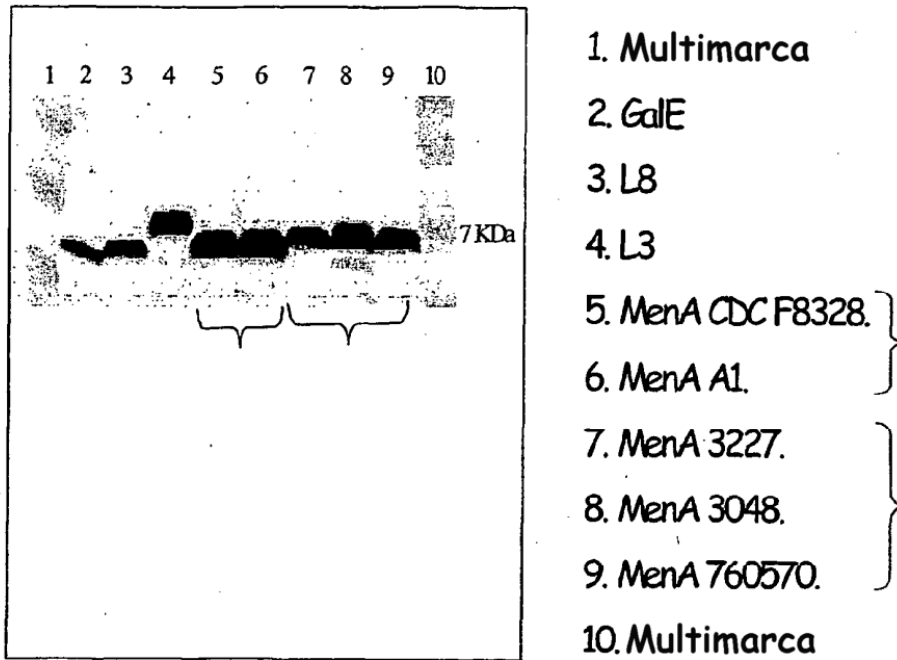 1 2 3 4 5 6 7 8 9 10
7 KDa
1. Multimarca
2. GalE
3. L8
4. L3
5. MenA CDC F8328.
6. MenA A1.
7. MenA 3227.
8. MenA 3048.
9. MenA 760570.
10. Multimarca